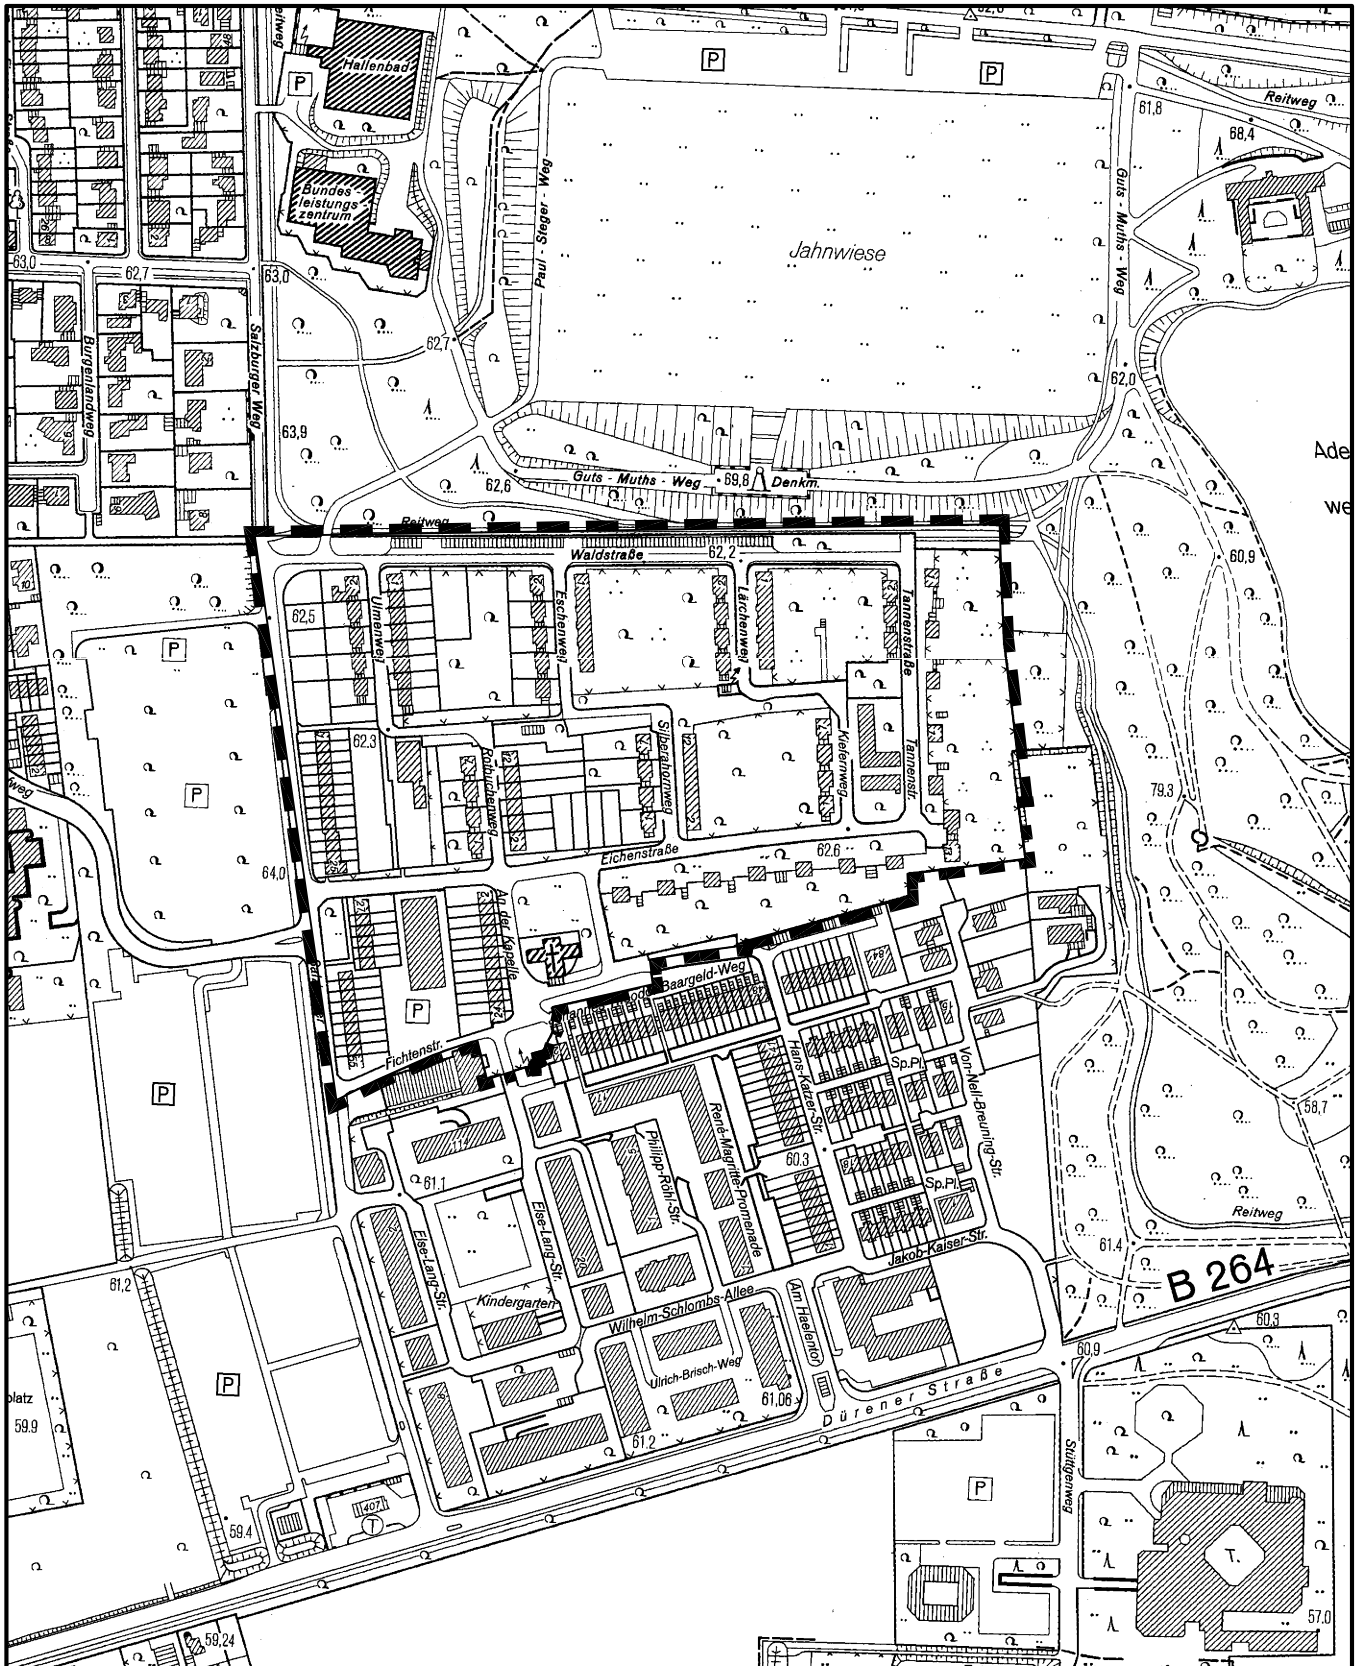 Hallenbad
P
P
P
Reitweg
61,8
68,4
Bundes-
leistungs
zentrum
Paul - Steger - Weg
Guts - Muths - Weg
Jahnwiese
63,0
62,7
63,0
Burgenlandweg
Salzburger Weg
62,7
62,0
63,9
62,6
Guts - Muths - Weg
69,8
Denkm.
Ade
we
Reitweg
Waldstraße
62,2
60,9
62,5
Ulmenweg
Eschenweg
Lärchenweg
Tannenstraße
P
62.3
Rotbuchenweg
Silberahornweg
Kiefernweg
Tannenstr.
P
79.3
Eichenstraße
62.6
64,0
An der Kapelle
P
Baargeld-Weg
Fichtenstr.
P
Hans-Katzer-Str.
Sp.Pl.
Von-Nell-Breuning-Str.
58,7
René-Magritte-Promenade
Philipp-Röhl-Str.
60.3
61.1
Sp.Pl.
Else-Lang-Str.
Else-Lang-Str.
Reitweg
61.4
Jakob-Kaiser-Str.
B 264
61,2
Kindergarten
Wilhelm-Schlombs-Allee
Am Haelentor
60,3
60,9
Ulrich-Brisch-Weg
61,06
Dürener Straße
P
platz
59.9
61.2
Stüttgenweg
P
407
T
59.4
T.
57.0
59,24